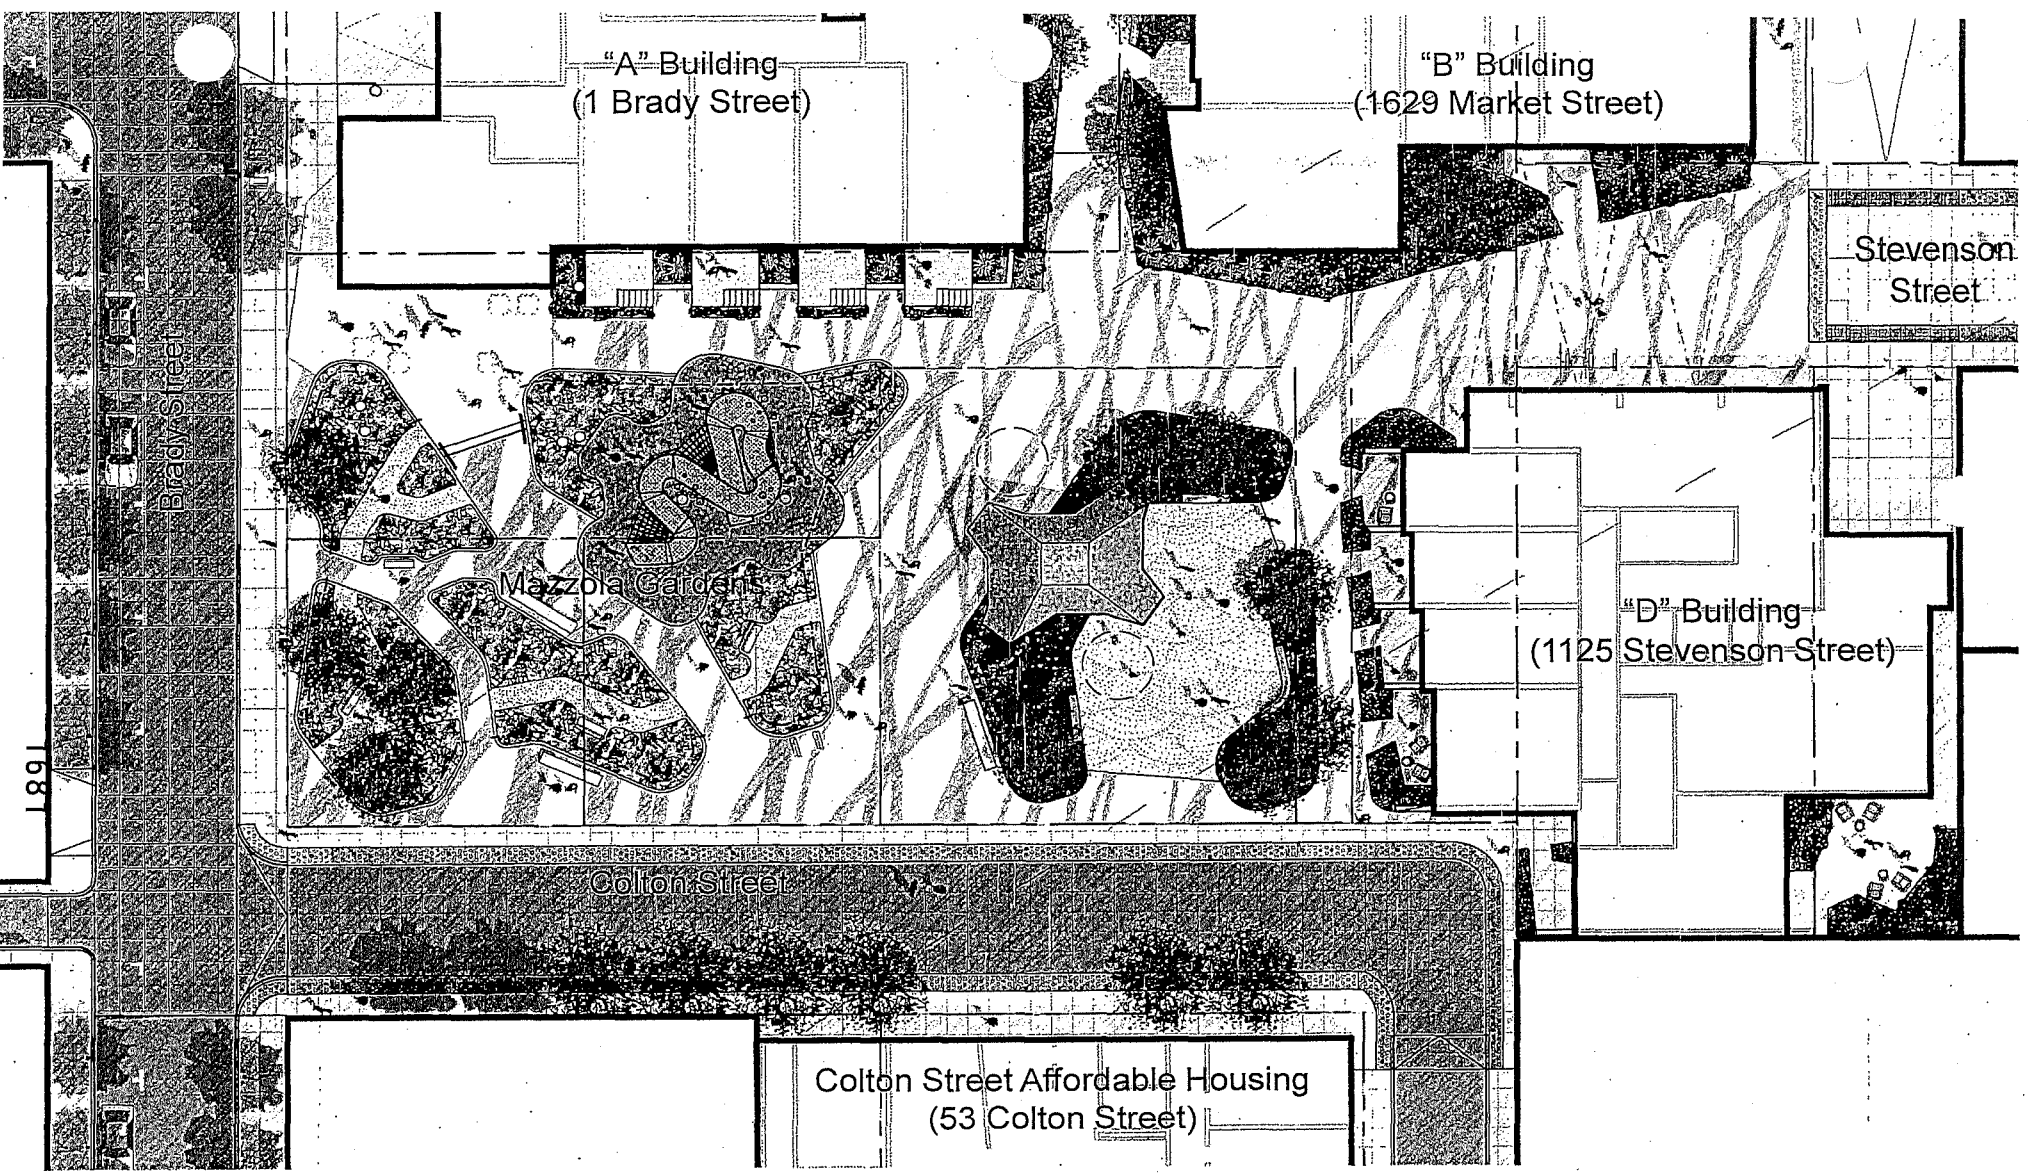 “A” Building
(1 Brady Street)
“B” Building
(1629 Market Street)
Stevenson
Street
Brady Street
Mazzola Gardens
“D” Building
(1125 Stevenson Street)
1687
Colton Street
Colton Street Affordable Housing
(53 Colton Street)